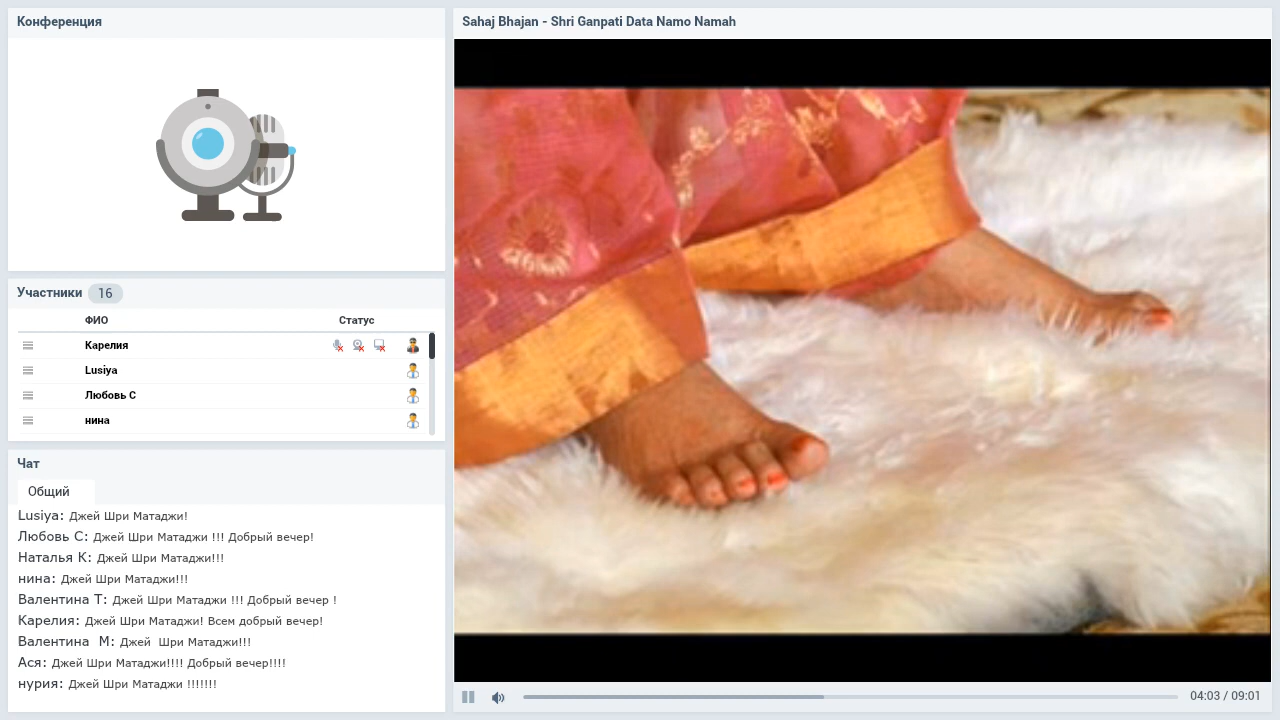 Конференция
Sahaj Bhajan - Shri Ganpati Data Namo Namah
Участники 16
ФИО Статус
Карелия
Lusiya
Любовь С
нина
Чат
Общий
Lusiya: Джей Шри Матаджи!
Любовь С: Джей Шри Матаджи !!! Добрый вечер!
Наталья К: Джей Шри Матаджи!!!
нина: Джей Шри Матаджи!!!
Валентина Т: Джей Шри Матаджи !!! Добрый вечер !
Карелия: Джей Шри Матаджи! Всем добрый вечер!
Валентина  М: Джей  Шри Матаджи!!!
Ася: Джей Шри Матаджи!!!! Добрый вечер!!!!
нурия: Джей Шри Матаджи !!!!!!!
04:03 / 09:01